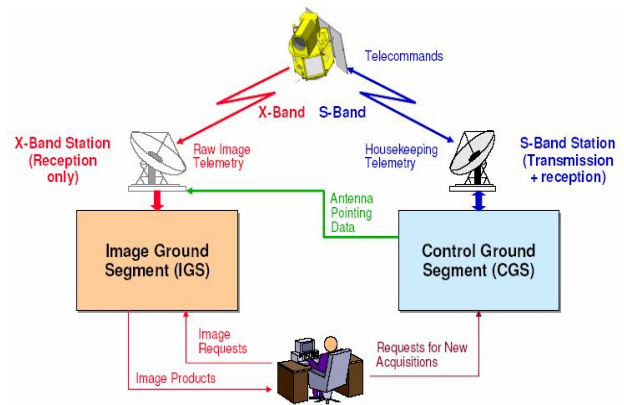 Telecommands
X-Band
S-Band
X-Band Station
(Reception
only)
Raw Image
Telemetry
Housekeeping
Telemetry
S-Band Station
(Transmission
+ reception)
Antenna
Pointing
Data
Image Ground
Segment (IGS)
Control Ground
Segment (CGS)
Image
Requests
Requests for New
Acquisitions
Image Products